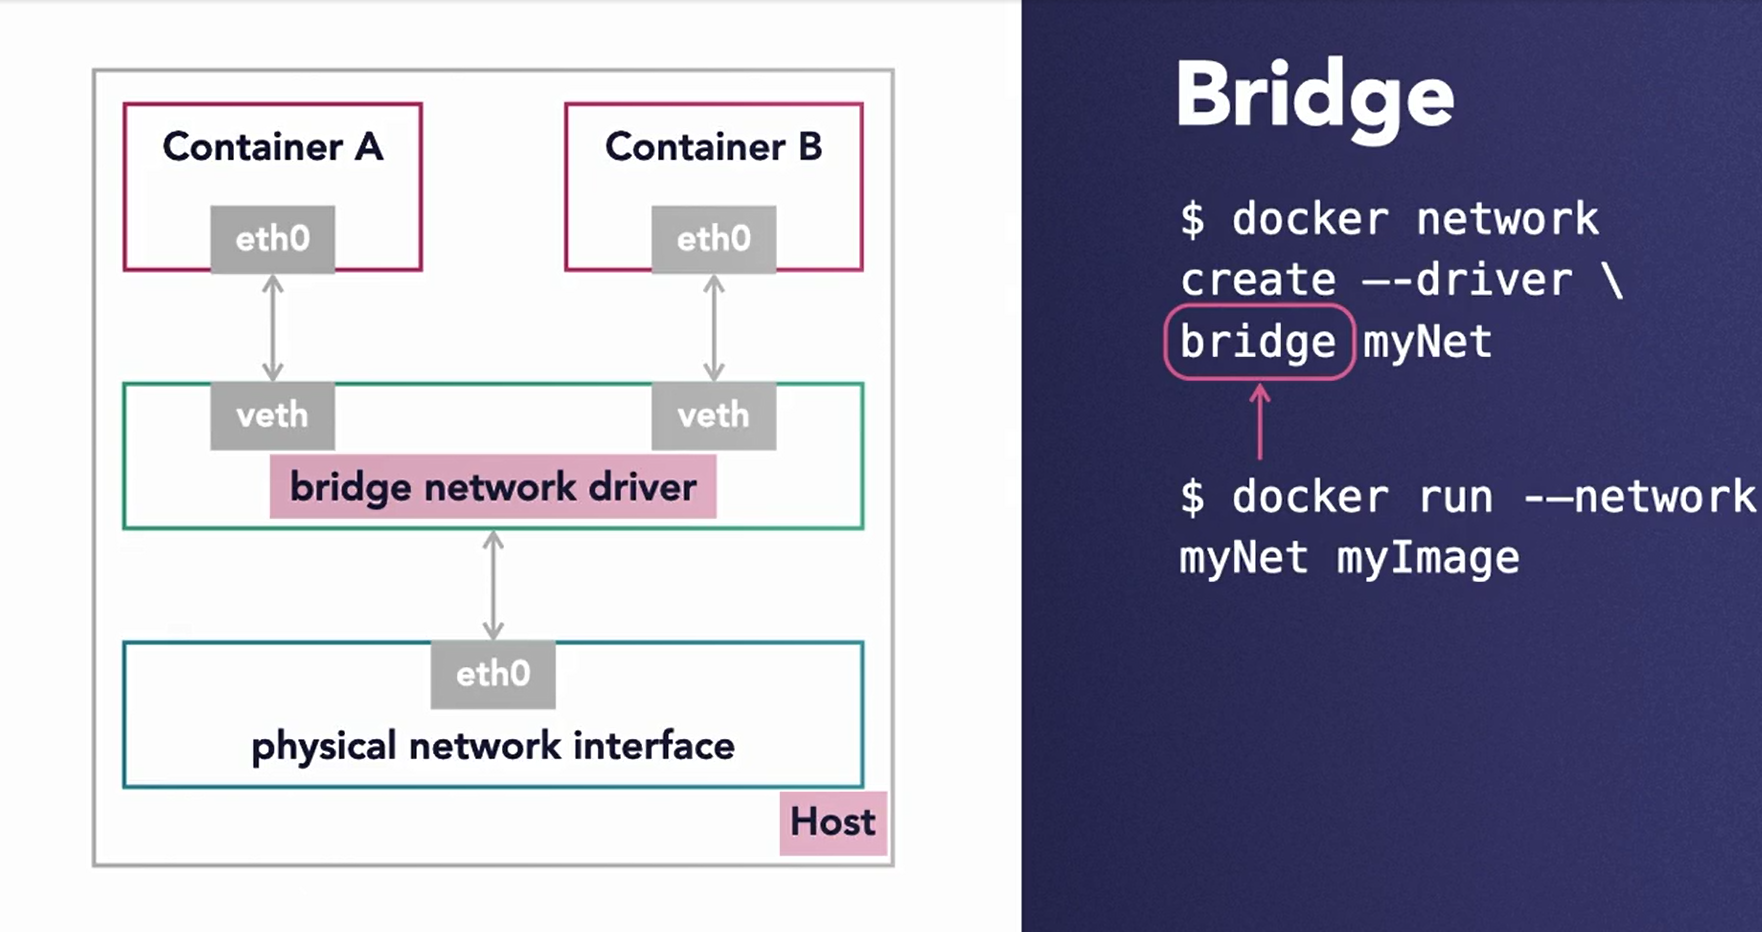 Container A
Container B
eth0
eth0
veth
veth
bridge network driver
eth0
physical network interface
Host
Bridge
$ docker network
create –-driver \
bridge myNet
$ docker run -–network
myNet myImage